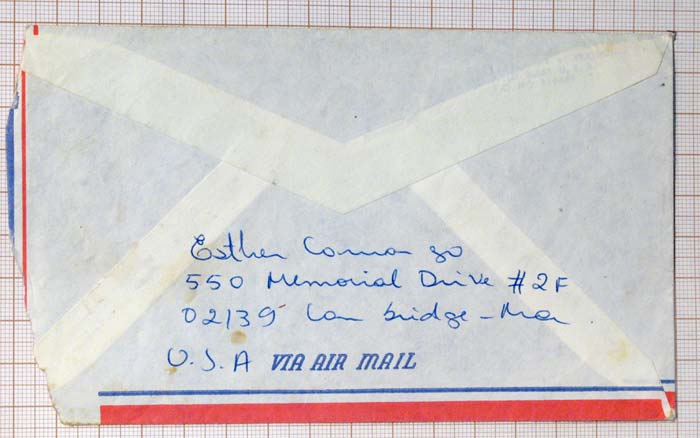 Esther
550 Memorial Drive #2F
02139 Cambridge - Ma
U.S.A VIA AIR MAIL